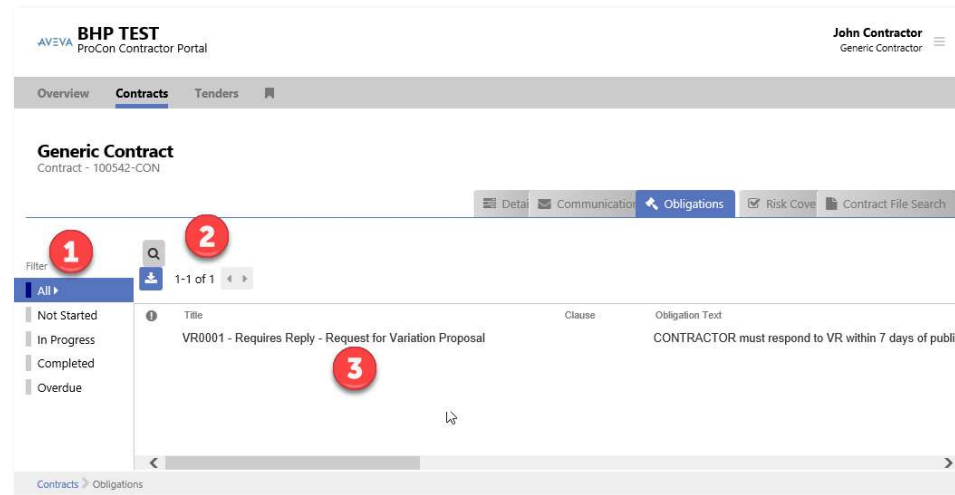 AVEVA BHP TEST
ProCon Contractor Portal
John Contractor
Generic Contractor
Overview Contracts Tenders
Generic Contract
Contract - 100542-CON
Detai Communication Obligations Risk Cove Contract File Search
1
2
Filter
1-1 of 1
All
Not Started
In Progress
Completed
Overdue
Title Clause Obligation Text
VR0001 - Requires Reply - Request for Variation Proposal CONTRACTOR must respond to VR within 7 days of publi
3
Contracts Obligations